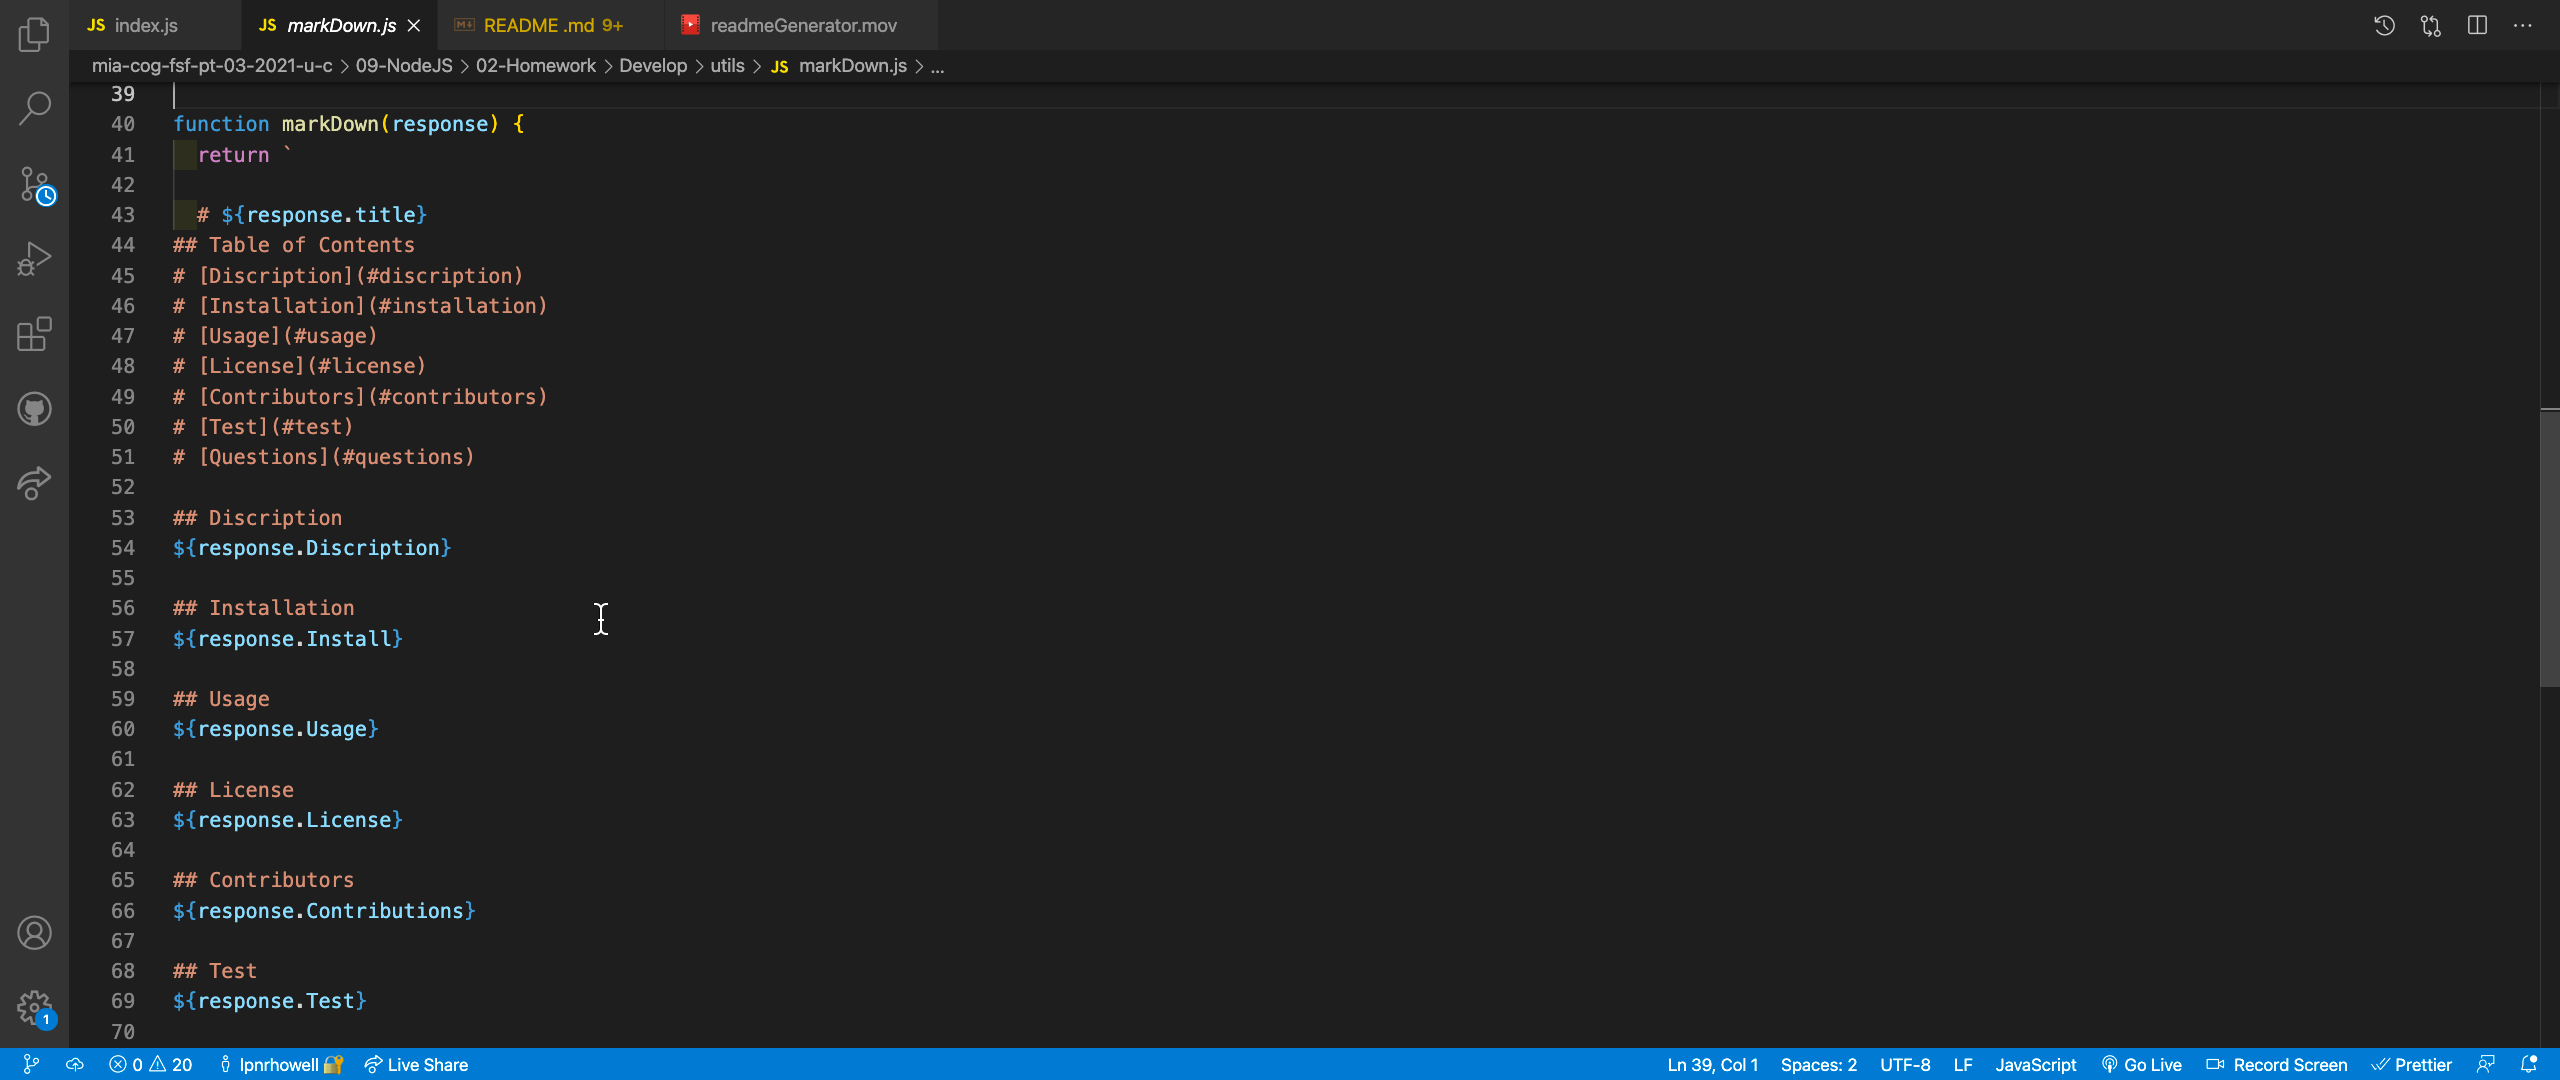 JS index.js
JS markDown.js
README .md 9+
readmeGenerator.mov
mia-cog-fsf-pt-03-2021-u-c > 09-NodeJS > 02-Homework > Develop > utils > JS markDown.js > ...
39
40 function markDown(response) {
41 return `
42
43 # ${response.title}
44 ## Table of Contents
45 # [Discription](#discription)
46 # [Installation](#installation)
47 # [Usage](#usage)
48 # [License](#license)
49 # [Contributors](#contributors)
50 # [Test](#test)
51 # [Questions](#questions)
52
53 ## Discription
54 ${response.Discription}
55
56 ## Installation
57 ${response.Install}
58
59 ## Usage
60 ${response.Usage}
61
62 ## License
63 ${response.License}
64
65 ## Contributors
66 ${response.Contributions}
67
68 ## Test
69 ${response.Test}
70
1
0 20 lpnrhowell Live Share Ln 39, Col 1 Spaces: 2 UTF-8 LF JavaScript Go Live Record Screen Prettier